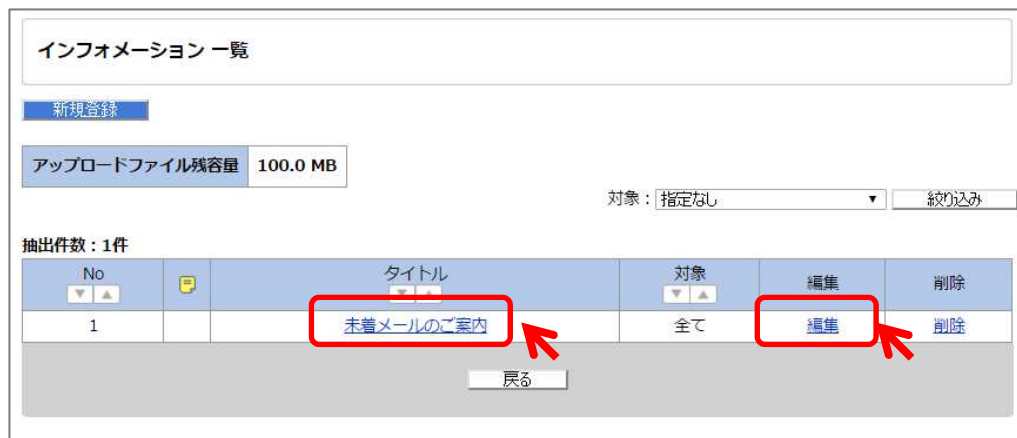 インフォメーション 一覧
新規登録
アップロードファイル残容量 100.0 MB
対象： 指定なし ▼ 絞り込み
抽出件数：1件
No タイトル 対象 編集 削除
▼ ▲ ▼ ▲ ▼ ▲
1 未着メールのご案内 全て 編集 削除
戻る